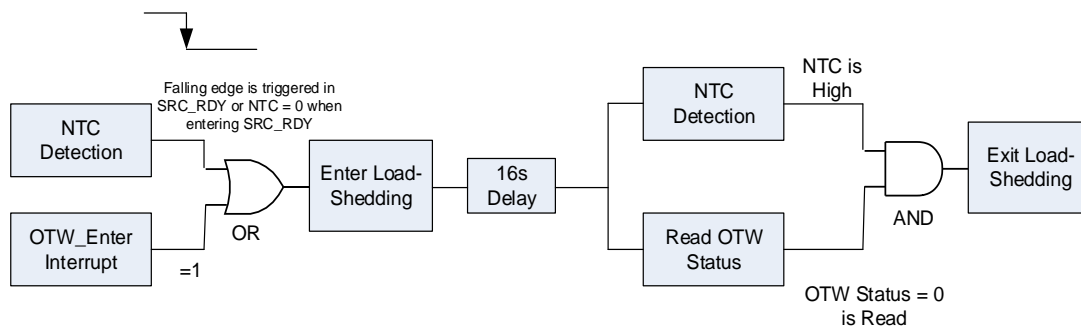 Falling edge is triggered in
SRC_RDY or NTC = 0 when
entering SRC_RDY
NTC
Detection
OTW_Enter
Interrupt
=1
OR
Enter Load-
Shedding
16s
Delay
NTC
Detection
NTC is
High
Read OTW
Status
OTW Status = 0
is Read
AND
Exit Load-
Shedding